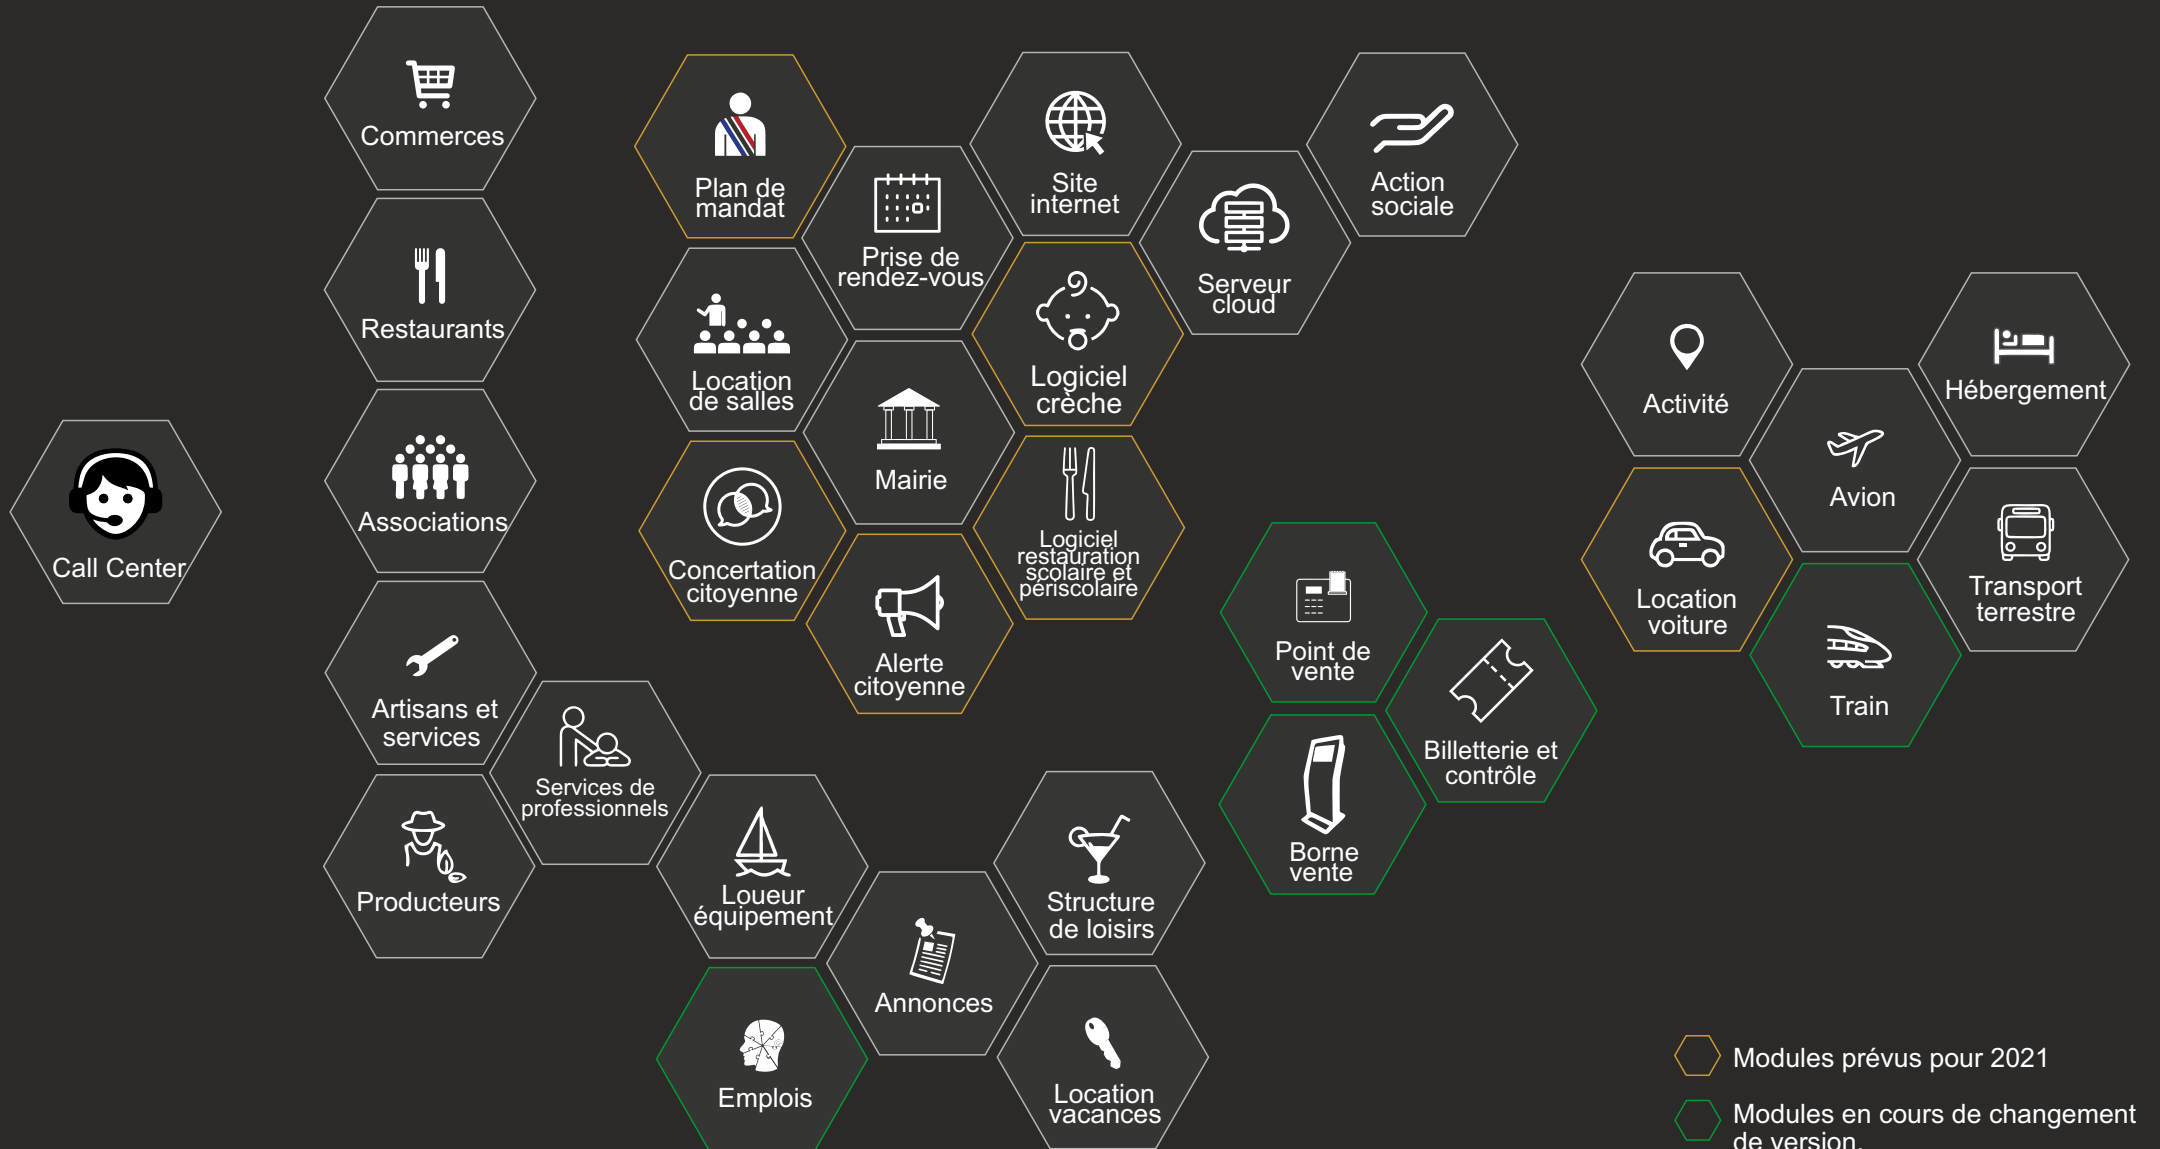 Commerces
Restaurants
Associations
Call Center
Artisans et
services
Services de
professionnels
Producteurs
Plan de
mandat
Prise de
rendez-vous
Site
internet
Serveur
cloud
Action
sociale
Location
de salles
Logiciel
crèche
Mairie
Concertation
citoyenne
Logiciel
restauration
scolaire et
périscolaire
Alerte
citoyenne
Activité
Hébergement
Avion
Location
voiture
Transport
terrestre
Train
Point de
vente
Billetterie et
contrôle
Borne
vente
Loueur
équipement
Structure
de loisirs
Annonces
Emplois
Location
vacances
Modules prévus pour 2021
Modules en cours de changement
de version.